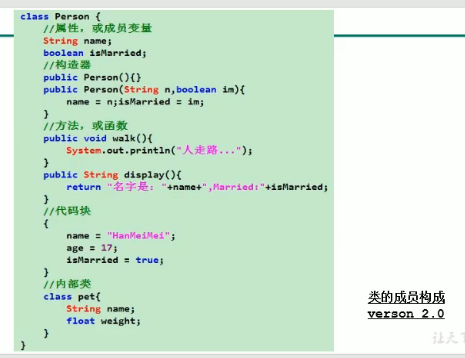 class Person {
//属性，或成员变量
String name;
boolean isMarried;
//构造器
public Person(){}
public Person(String n,boolean im){
name = n;isMarried = im;
}
//方法，或函数
public void walk(){
System.out.println("人走路...");
}
public String display(){
return "名字是："+name+",Married:"+isMarried;
}
//代码块
{
name = "HanMeiMei";
age = 17;
isMarried = true;
}
//内部类
class pet{
String name;
float weight;
}
}
类的成员构成
verson 2.0
让天